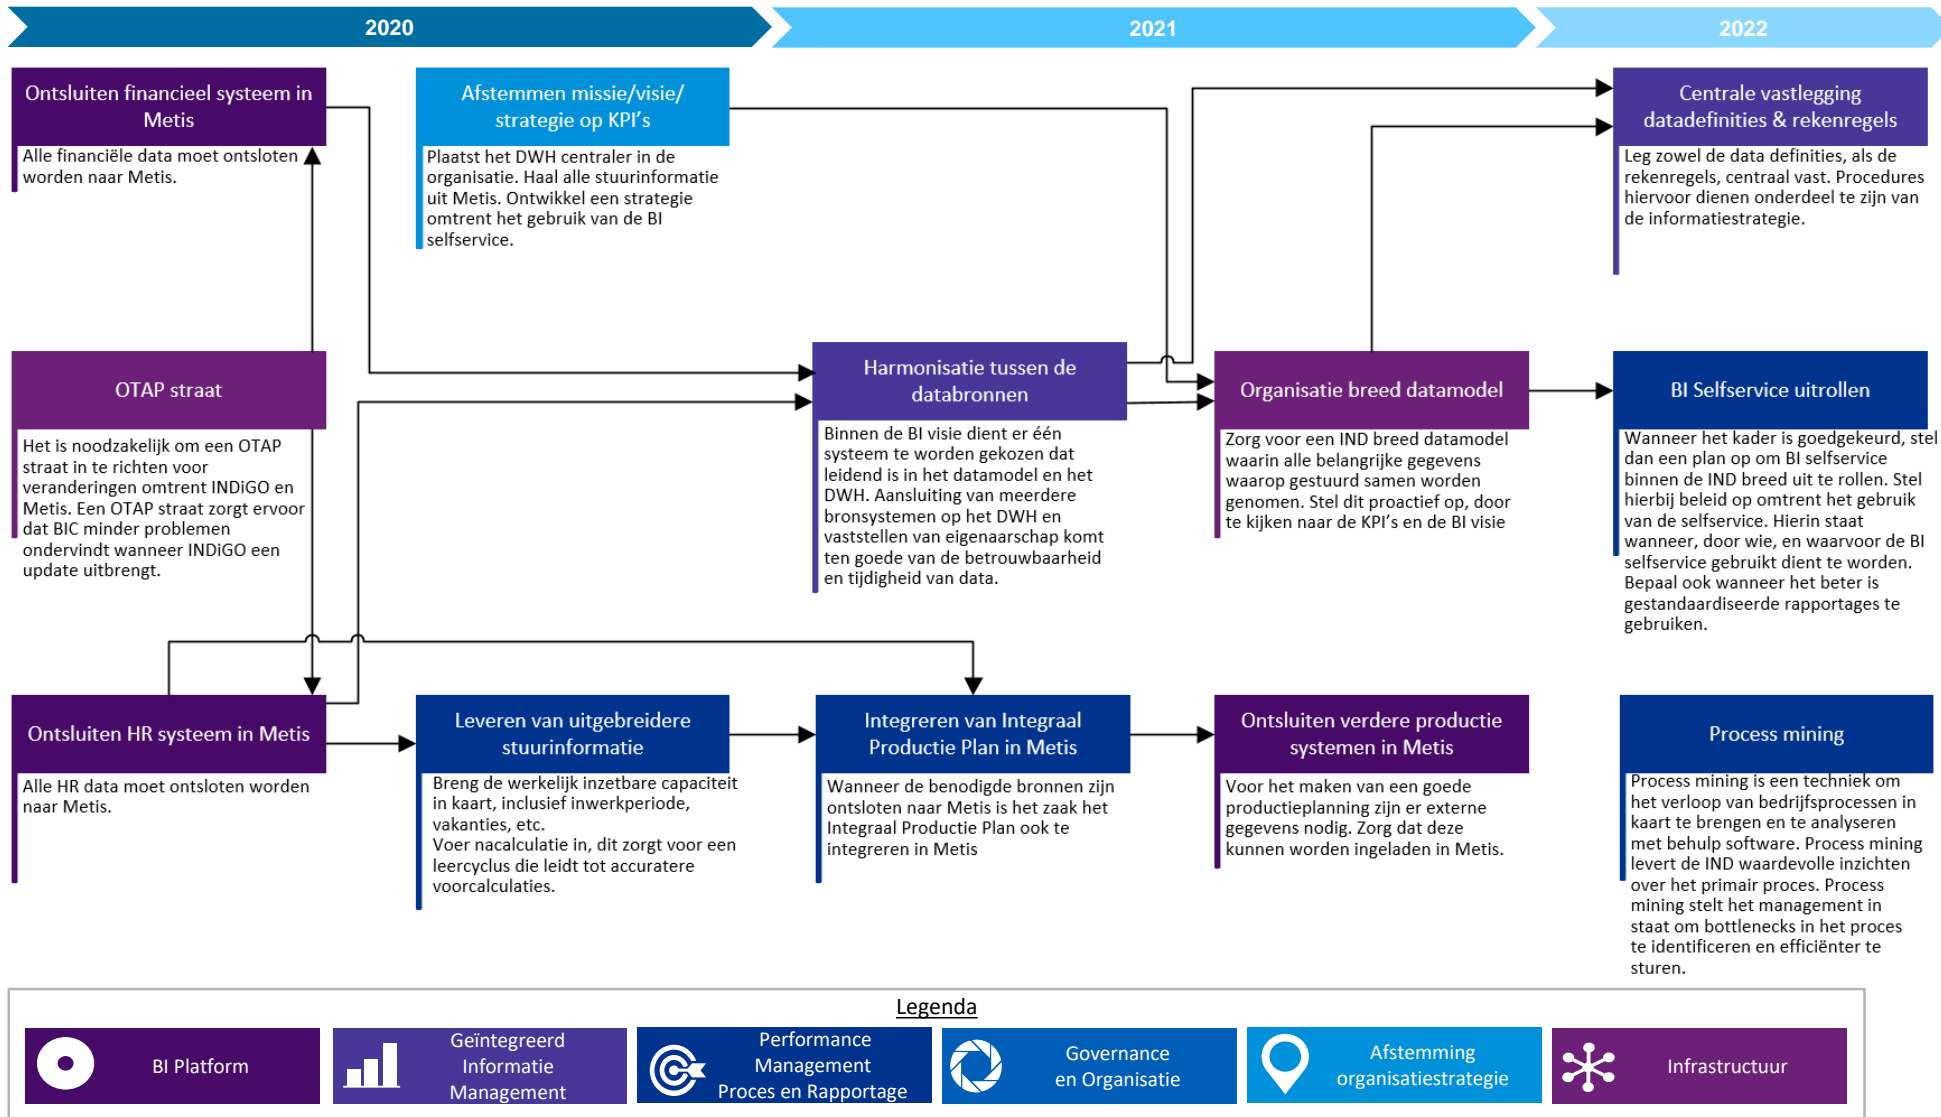 2020
2021
2022
Ontsluiten financieel systeem in
Metis
Alle financiële data moet ontsloten
worden naar Metis.
Afstemmen missie/visie/
strategie op KPI's
Plaatst het DWH centraler in de
organisatie. Haal alle stuurinformatie
uit Metis. Ontwikkel een strategie
omtrent het gebruik van de BI
selfservice.
Centrale vastlegging
datadefinities & rekenregels
Leg zowel de data definities, als de
rekenregels, centraal vast. Procedures
hiervoor dienen onderdeel te zijn van
de informatiestrategie.
OTAP straat
Het is noodzakelijk om een OTAP
straat in te richten voor
veranderingen omtrent INDiGO en
Metis. Een OTAP straat zorgt ervoor
dat BIC minder problemen
ondervindt wanneer INDiGO een
update uitbrengt.
Harmonisatie tussen de
databronnen
Binnen de BI visie dient er één
systeem te worden gekozen dat
leidend is in het datamodel en het
DWH. Aansluiting van meerdere
bronsystemen op het DWH en
vaststellen van eigenaarschap komt
ten goede van de betrouwbaarheid
en tijdigheid van data.
Organisatie breed datamodel
Zorg voor een IND breed datamodel
waarin alle belangrijke gegevens
waarop gestuurd samen worden
genomen. Stel dit proactief op, door
te kijken naar de KPI's en de BI visie
BI Selfservice uitrollen
Wanneer het kader is goedgekeurd, stel
dan een plan op om BI selfservice
binnen de IND breed uit te rollen. Stel
hierbij beleid op omtrent het gebruik
van de selfservice. Hierin staat
wanneer, door wie, en waarvoor de BI
selfservice gebruikt dient te worden.
Bepaal ook wanneer het beter is
gestandaardiseerde rapportages te
gebruiken.
Ontsluiten HR systeem in Metis
Alle HR data moet ontsloten worden
naar Metis.
Leveren van uitgebreidere
stuurinformatie
Breng de werkelijk inzetbare capaciteit
in kaart, inclusief inwerkperiode,
vakanties, etc.
Voer nacalculatie in, dit zorgt voor een
leercyclus die leidt tot accuratere
voorcalculaties.
Integreren van Integraal
Productie Plan in Metis
Wanneer de benodigde bronnen zijn
ontsloten naar Metis is het zaak het
Integraal Productie Plan ook te
integreren in Metis
Ontsluiten verdere productie
systemen in Metis
Voor het maken van een goede
productieplanning zijn er externe
gegevens nodig. Zorg dat deze
kunnen worden ingeladen in Metis.
Process mining
Process mining is een techniek om
het verloop van bedrijfsprocessen in
kaart te brengen en te analyseren
met behulp software. Process mining
levert de IND waardevolle inzichten
over het primair proces. Process
mining stelt het management in
staat om bottlenecks in het proces
te identificeren en efficiënter te
sturen.
Legenda
BI Platform
Geïntegreerd
Informatie
Management
Performance
Management
Proces en Rapportage
Governance
en Organisatie
Afstemming
organisatiestrategie
Infrastructuur